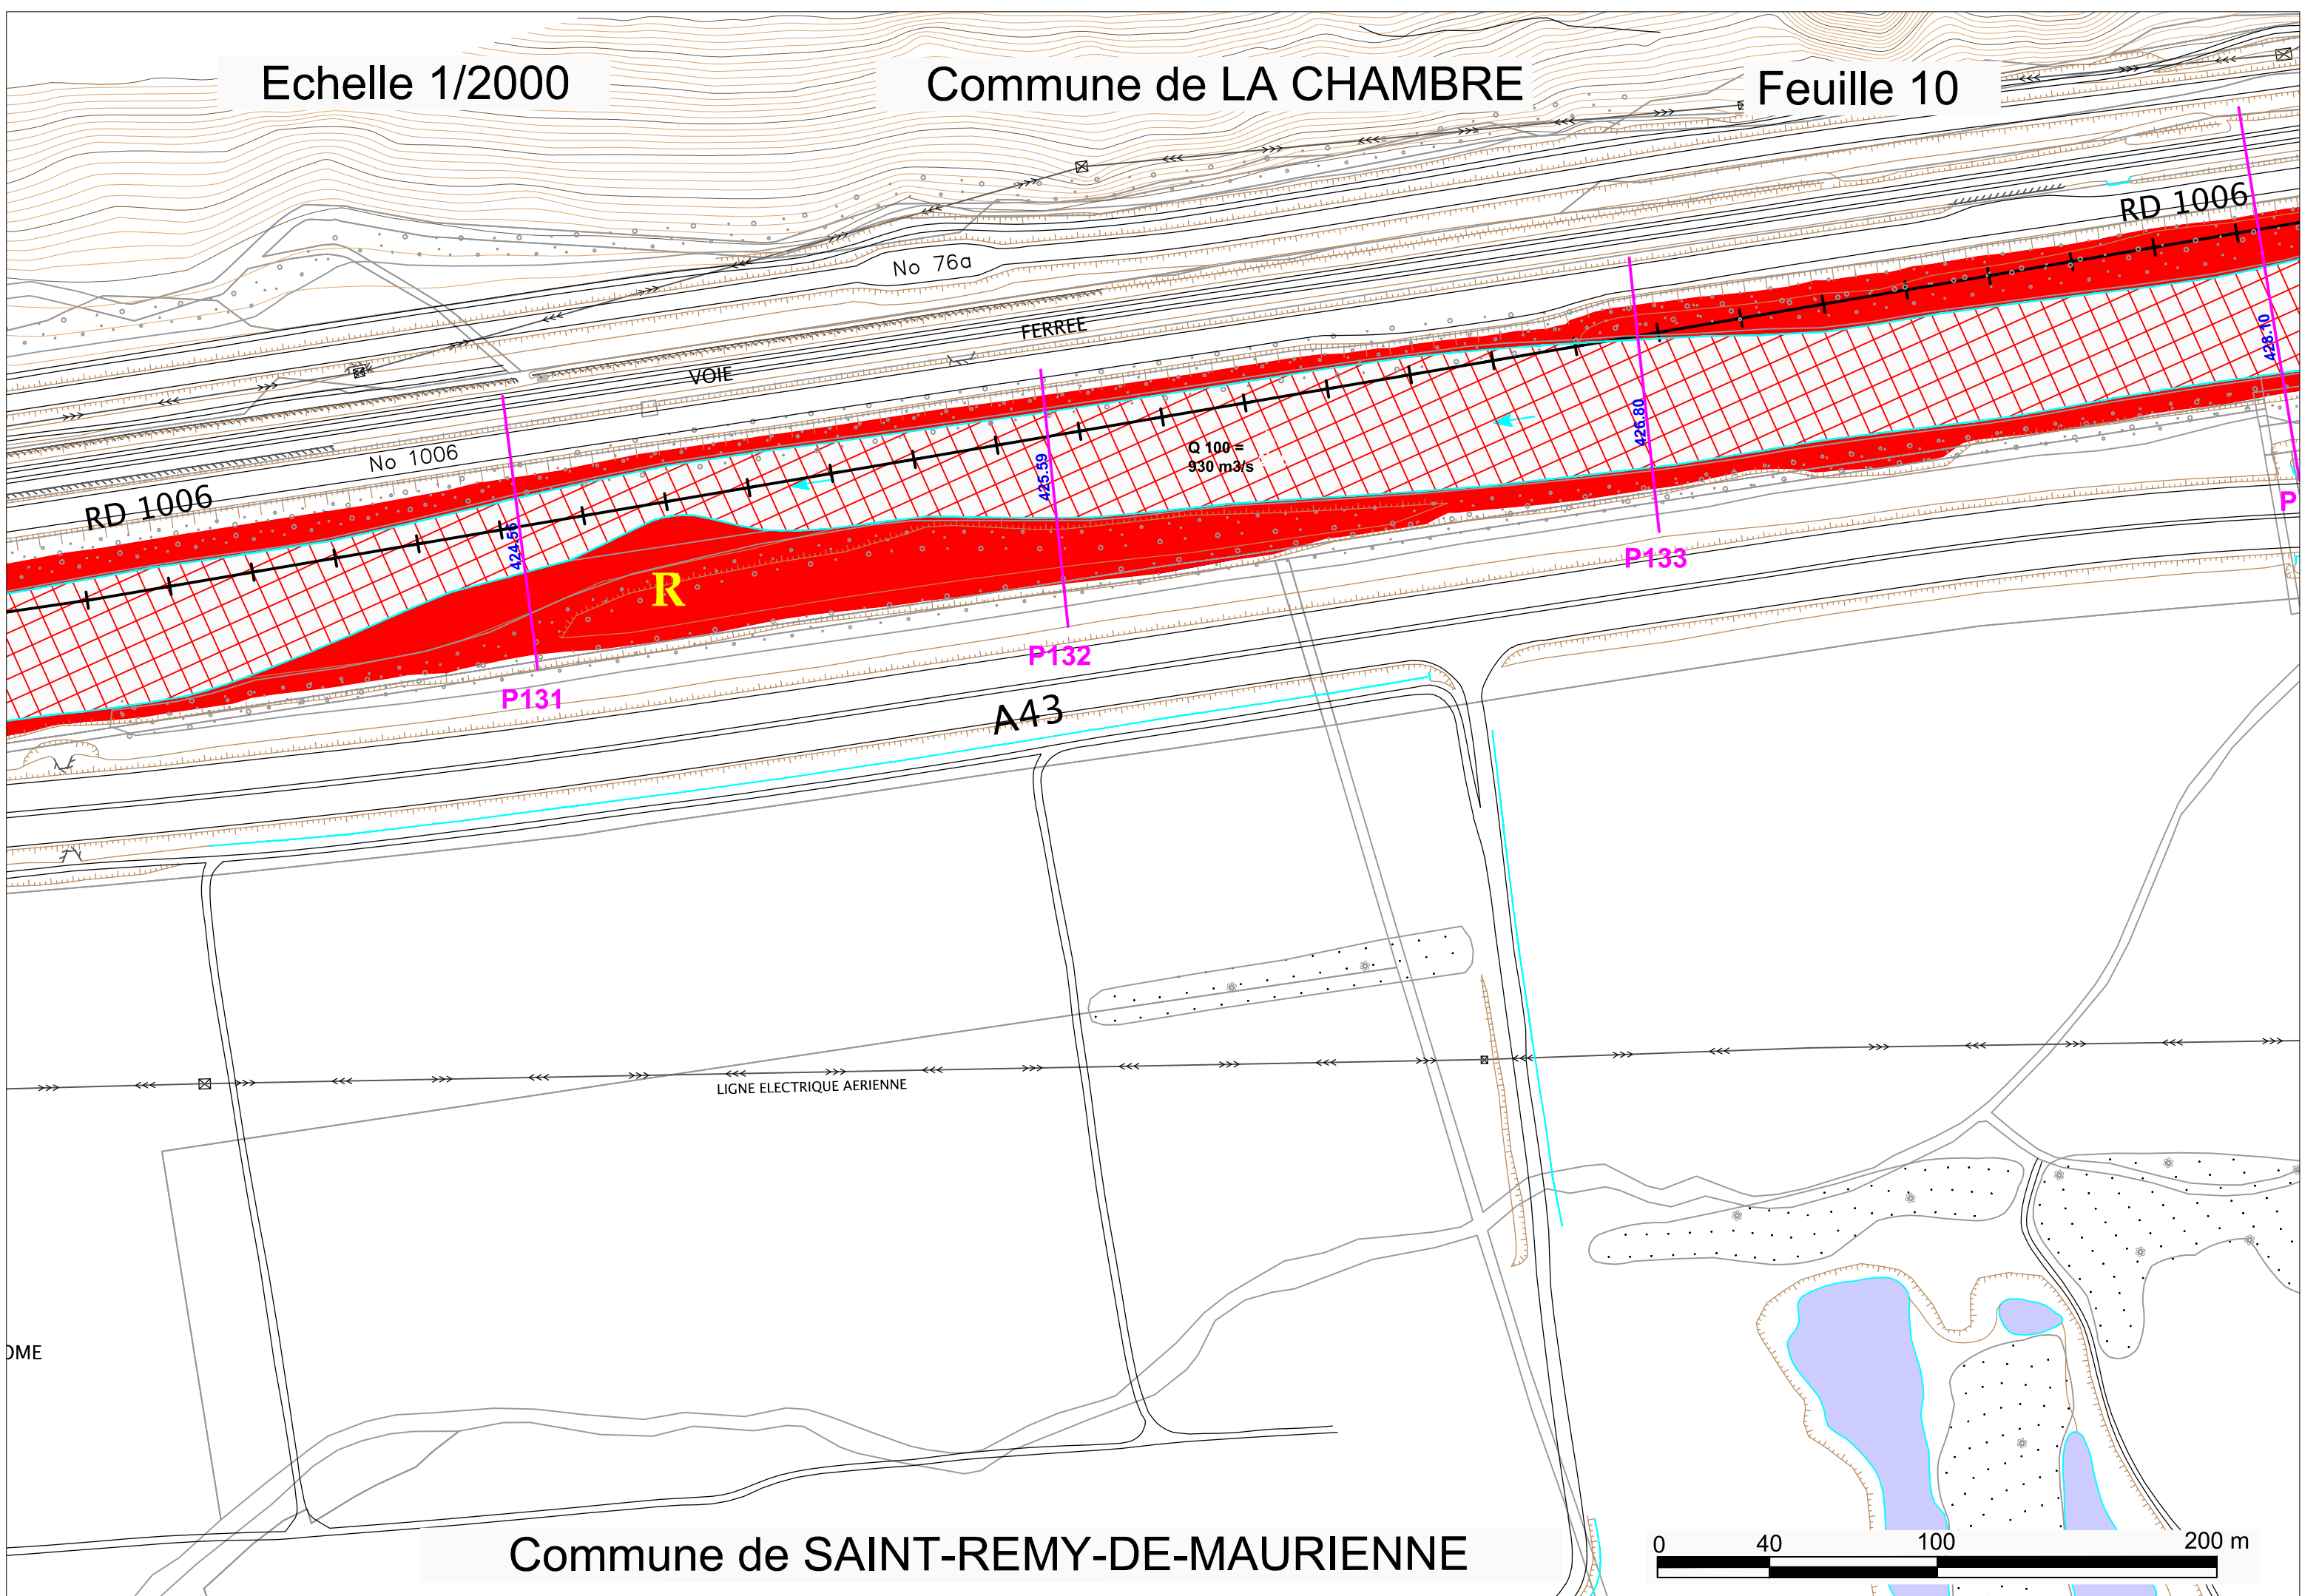 Echelle 1/2000
Commune de LA CHAMBRE
Feuille 10
RD 1006
No 76a
FERREE
VOIE
428.10
426.80
Q 100 =
930 m3/s
No 1006
425.59
RD 1006
424.56
P
P133
R
P132
P131
A43
LIGNE ELECTRIQUE AERIENNE
OME
Commune de SAINT-REMY-DE-MAURIENNE
0 40 100 200 m